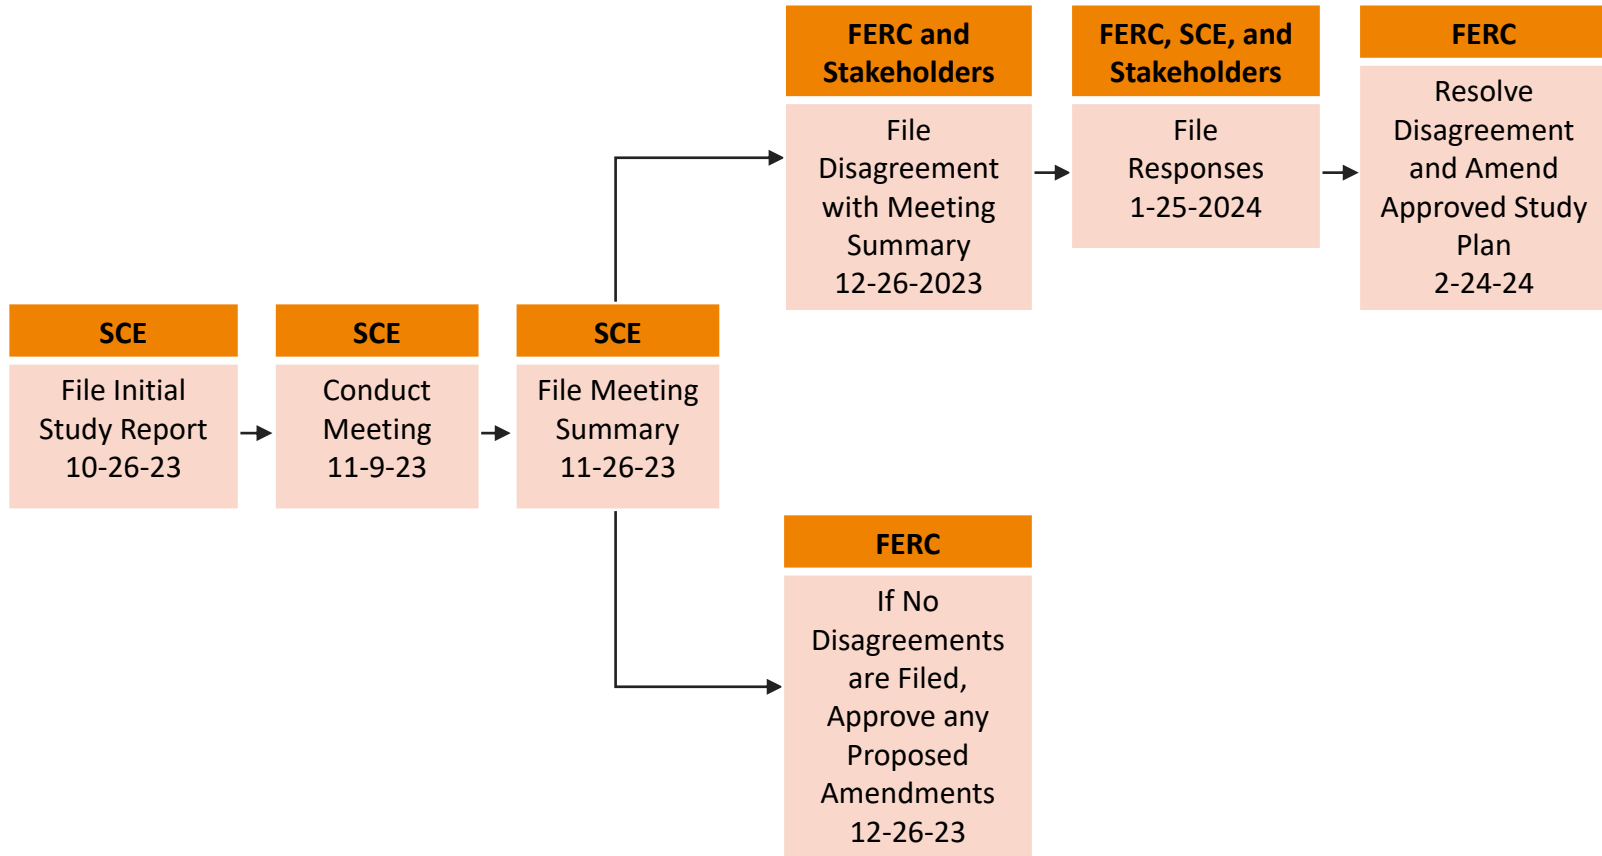 SCE
File Initial
Study Report
10-26-23
SCE
Conduct
Meeting
11-9-23
SCE
File Meeting
Summary
11-26-23
FERC and
Stakeholders
File
Disagreement
with Meeting
Summary
12-26-2023
FERC, SCE, and
Stakeholders
File
Responses
1-25-2024
FERC
Resolve
Disagreement
and Amend
Approved Study
Plan
2-24-24
FERC
If No
Disagreements
are Filed,
Approve any
Proposed
Amendments
12-26-23